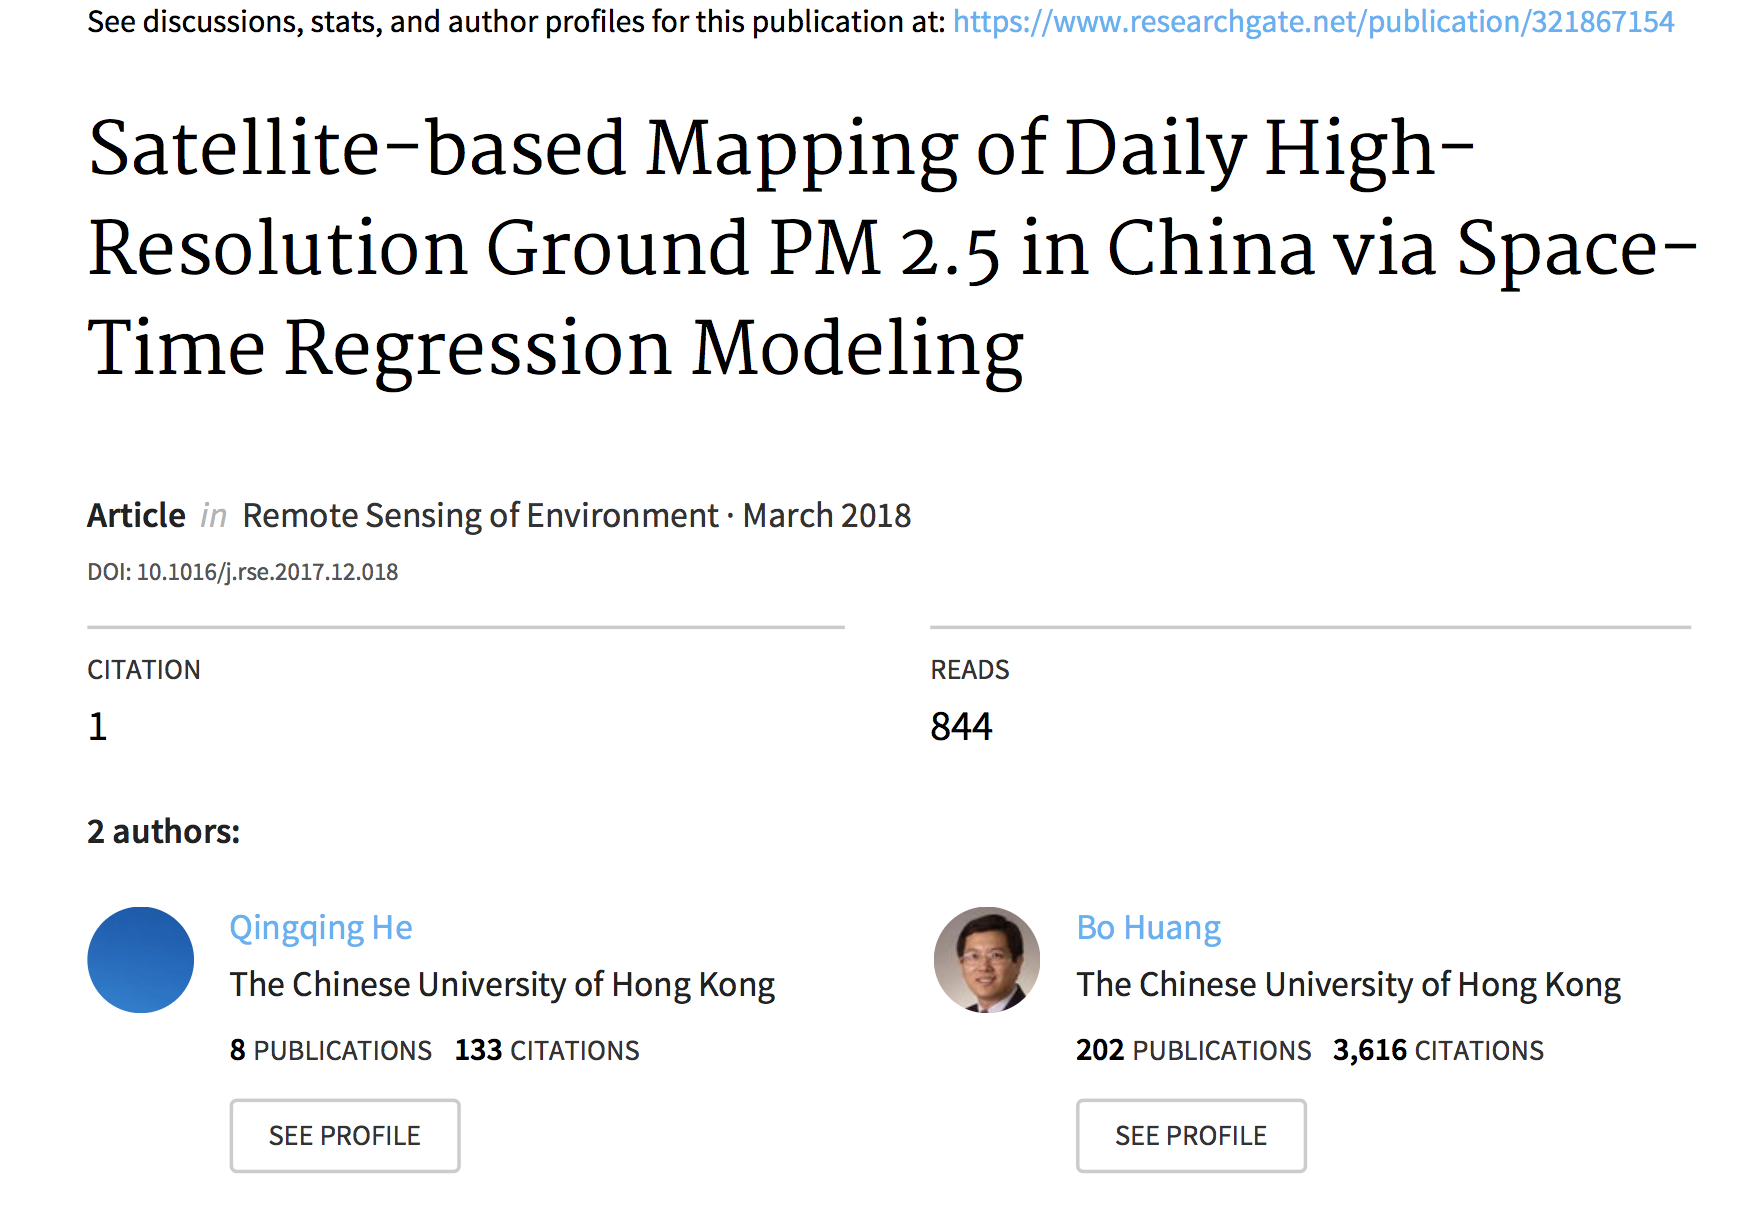 See discussions, stats, and author profiles for this publication at: https://www.researchgate.net/publication/321867154
Satellite-based Mapping of Daily High-
Resolution Ground PM 2.5 in China via Space-
Time Regression Modeling
Article in Remote Sensing of Environment · March 2018
DOI: 10.1016/j.rse.2017.12.018
CITATION
1
READS
844
2 authors:
Qingqing He
The Chinese University of Hong Kong
8 PUBLICATIONS 133 CITATIONS
SEE PROFILE
Bo Huang
The Chinese University of Hong Kong
202 PUBLICATIONS 3,616 CITATIONS
SEE PROFILE